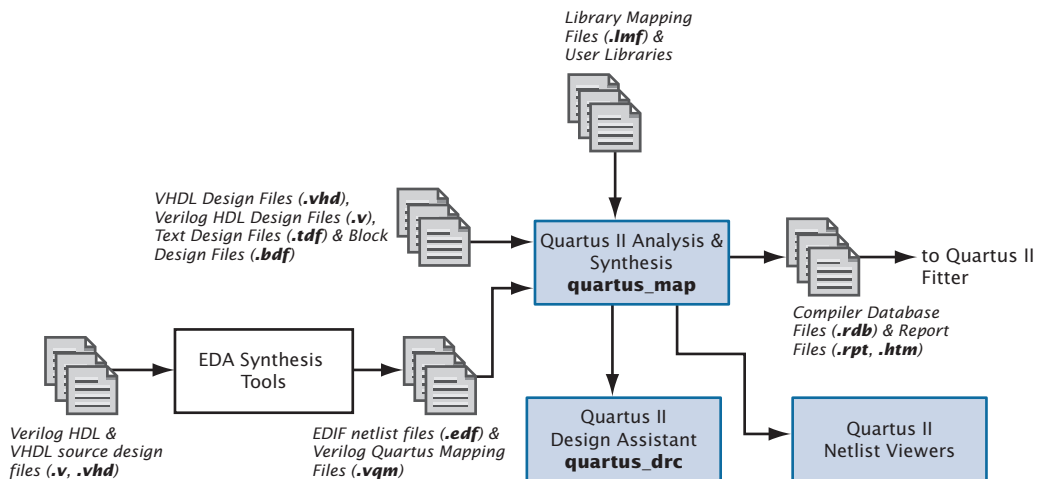 Library Mapping
Files (.lmf) &
User Libraries
VHDL Design Files (.vhd),
Verilog HDL Design Files (.v),
Text Design Files (.tdf) & Block
Design Files (.bdf)
Quartus II Analysis &
Synthesis
quartus_map
to Quartus II
Fitter
Compiler Database
Files (.rdb) & Report
Files (.rpt, .htm)
EDA Synthesis
Tools
Verilog HDL &
VHDL source design
files (.v, .vhd)
EDIF netlist files (.edf) &
Verilog Quartus Mapping
Files (.vqm)
Quartus II
Design Assistant
quartus_drc
Quartus II
Netlist Viewers